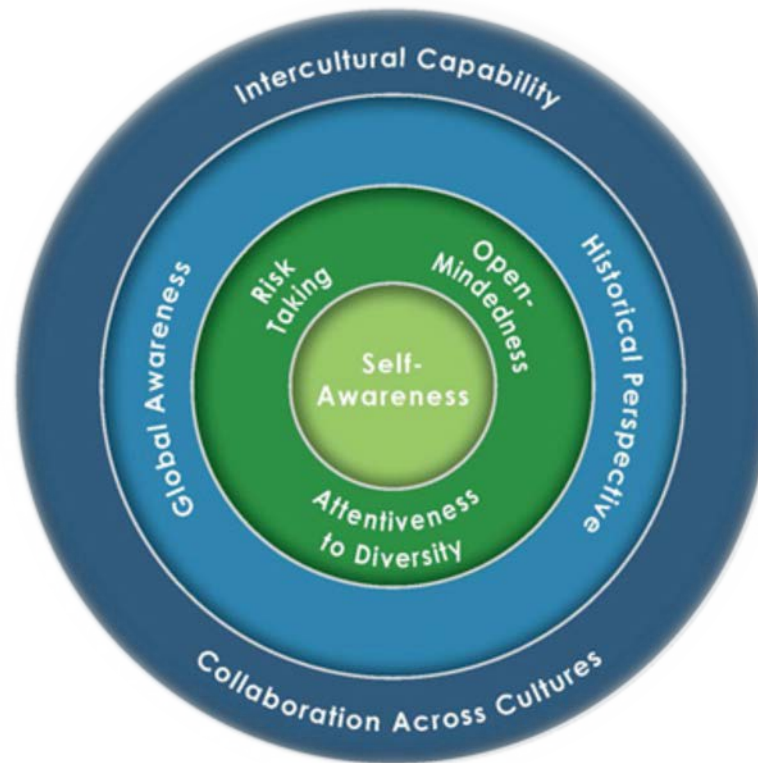 Intercultural Capability
Global Awareness
Historical Perspective
Risk
Taking
Open-
Mindedness
Self-
Awareness
Attentiveness
to Diversity
Collaboration Across Cultures